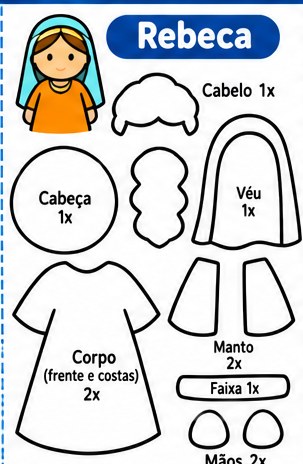 Rebeca
Cabelo 1x
Cabeça
1x
Véu
1x
Corpo
(frente e costas)
2x
Manto
2x
Faixa 1x
Mãos 2x